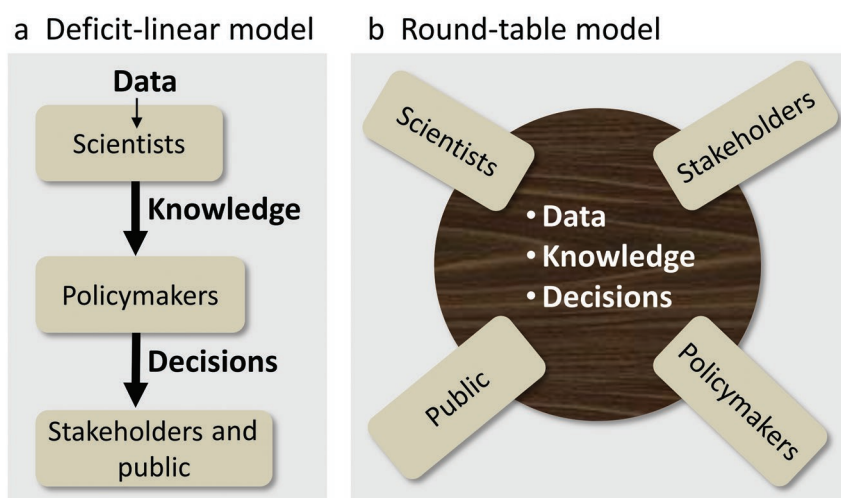 a Deficit-linear model
Data
Scientists
Knowledge
Policymakers
Decisions
Stakeholders and
public
b Round-table model
Scientists
Stakeholders
• Data
• Knowledge
• Decisions
Public
Policymakers